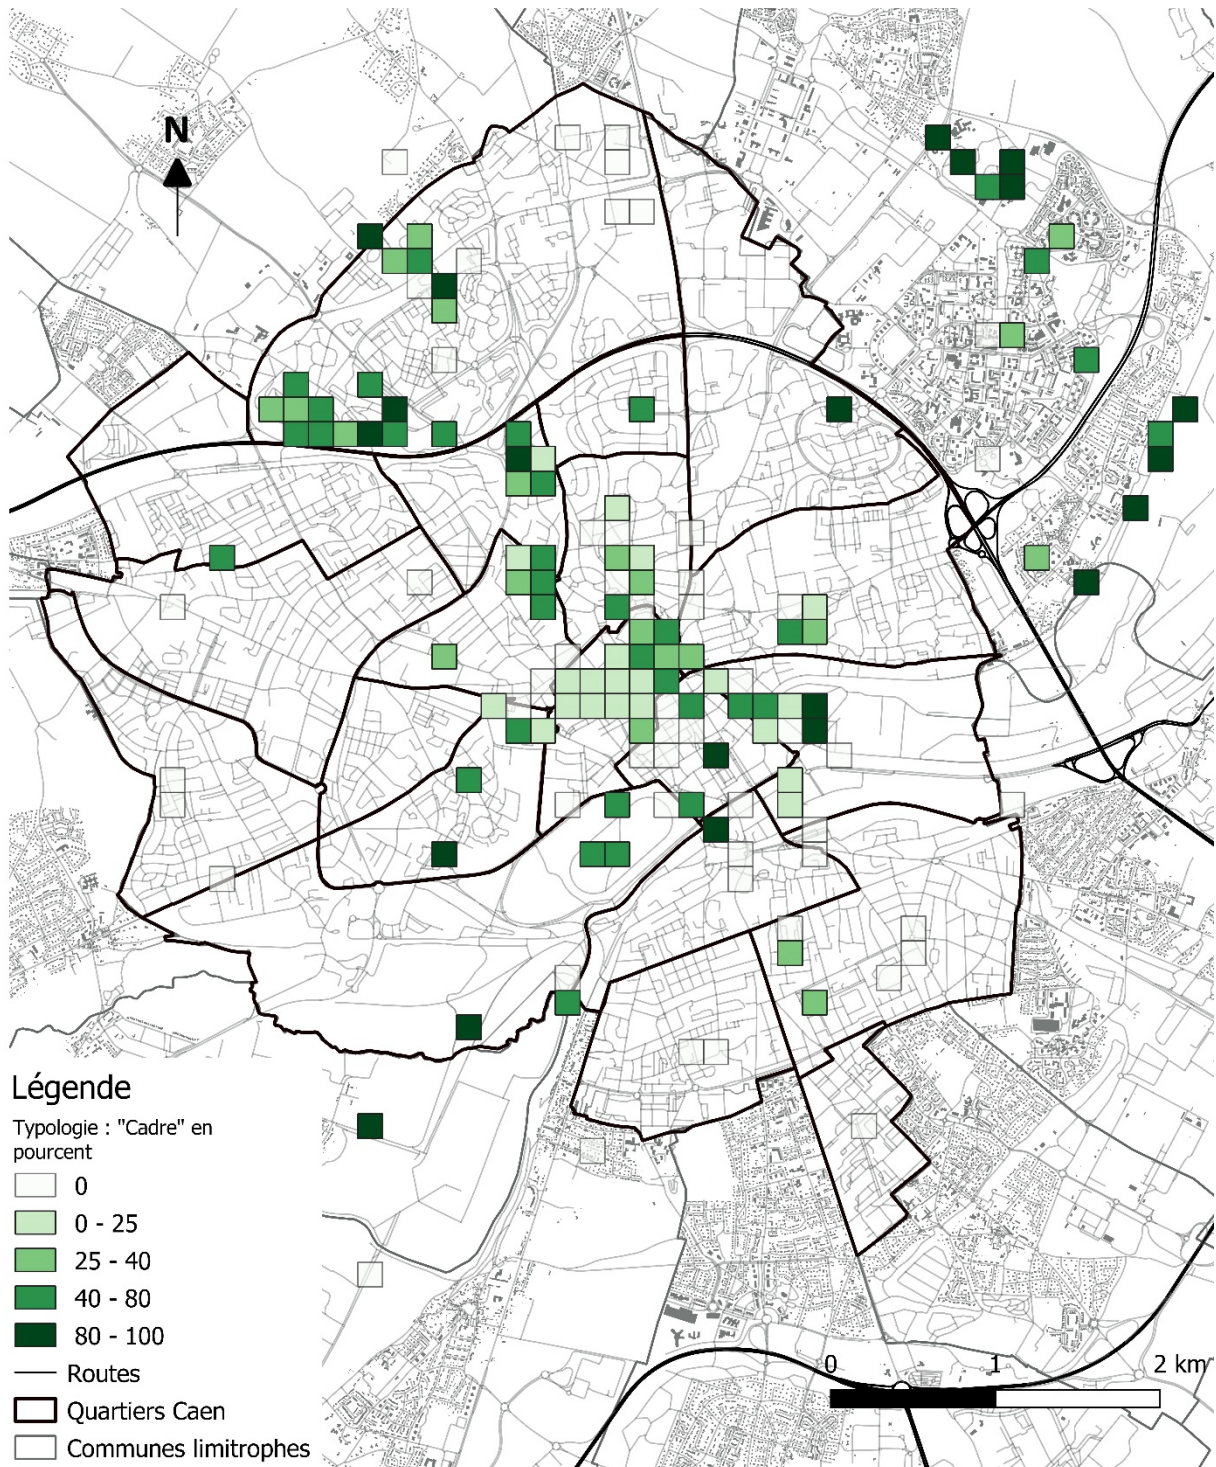 N
Légende
Typologie : "Cadre" en
pourcent
0
0 - 25
25 - 40
40 - 80
80 - 100
Routes
Quartiers Caen
Communes limitrophes
0 1 2 km